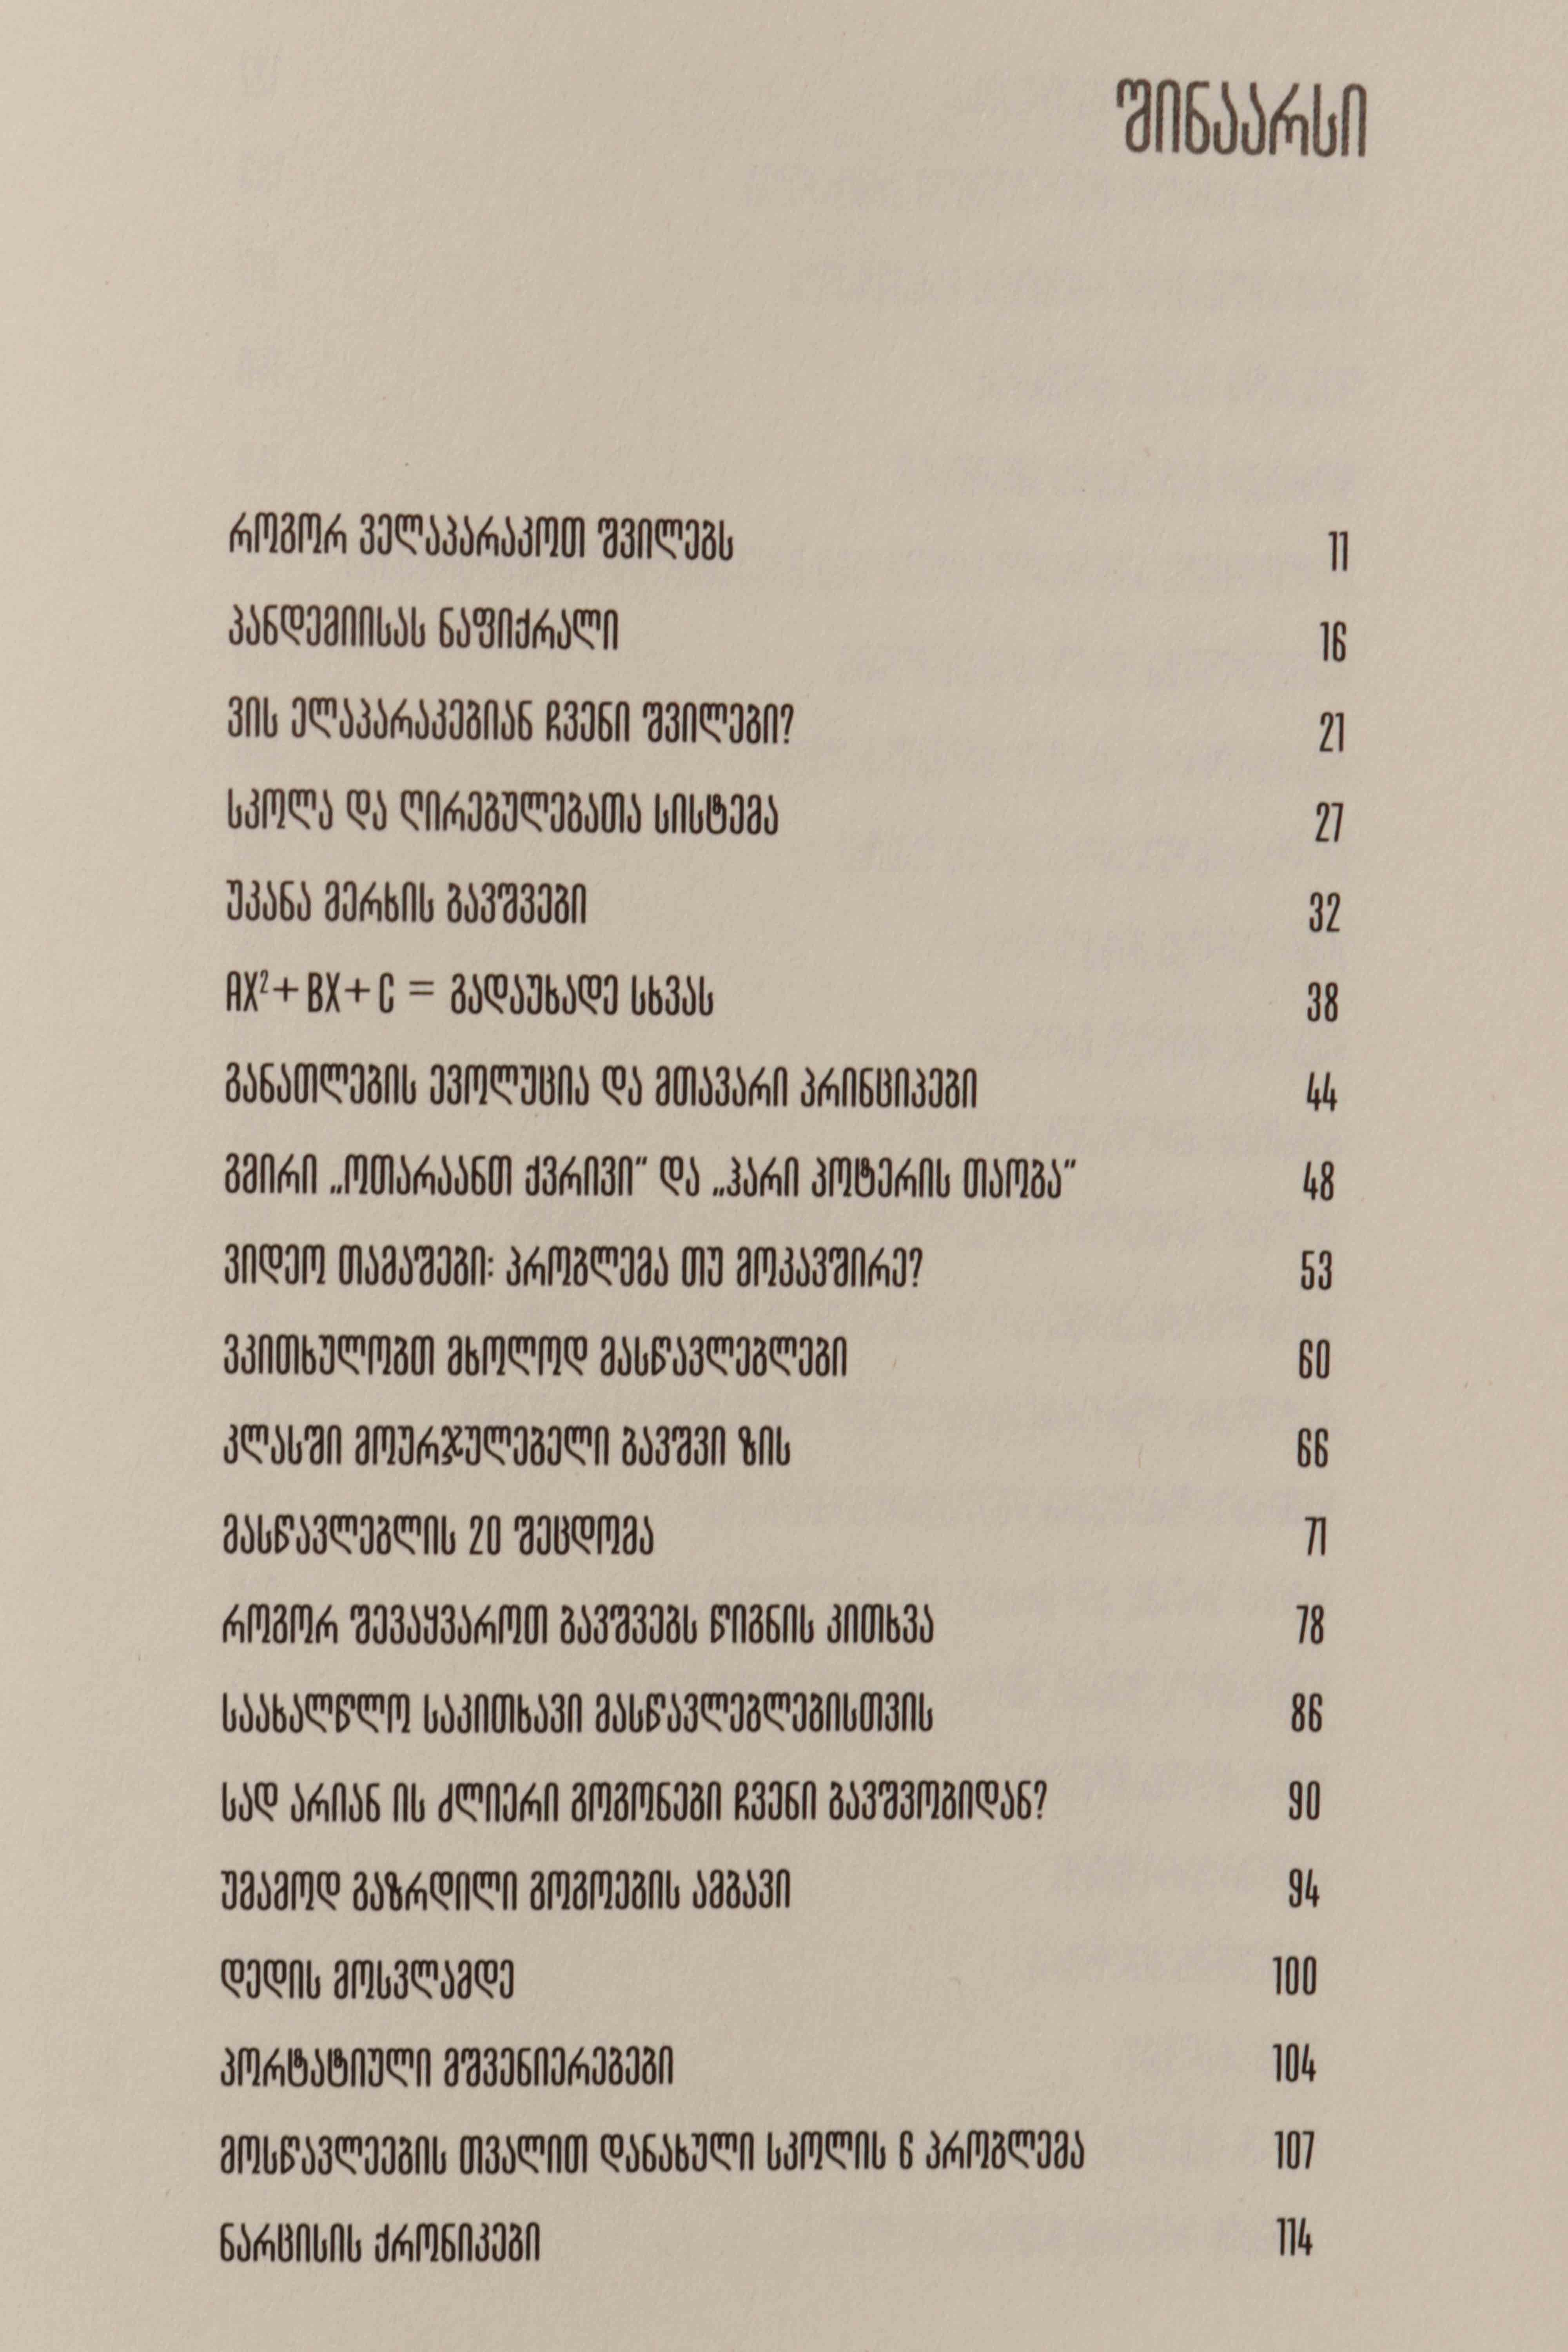 შინაარსი
როგორ ველაპარაკოთ შვილებს 11
პანდემიისას ნაფიქრალი 16
ვის ელაპარაკებიან ჩვენი შვილები? 21
სკოლა და ღირებულებათა სისტემა 27
უკანა მერხის ბავშვები 32
AX²+ BX+ C = გადაუხადე სხვას 38
განათლების ევოლუცია და მთავარი პრინციპები 44
გმირი „ოთარაანთ ქვრივი” და „ჰარი პოტერის თაობა” 48
ვიდეო თამაშები: პრობლემა თუ მოკავშირე? 53
ვკითხულობთ მხოლოდ მასწავლებლები 60
კლასში მოურჯულებელი ბავშვი ზის 66
მასწავლებლის 20 შეცდომა 71
როგორ შევაყვაროთ ბავშვებს წიგნის კითხვა 78
საახალწლო საკითხავი მასწავლებლებისთვის 86
სად არიან ის ძლიერი გოგონები ჩვენი ბავშვობიდან? 90
უმამოდ გაზრდილი გოგოების ამბავი 94
დედის მოსვლამდე 100
პორტატიული მშვენიერებები 104
მოსწავლეების თვალით დანახული სკოლის 6 პრობლემა 107
ნარცისის ქრონიკები 114